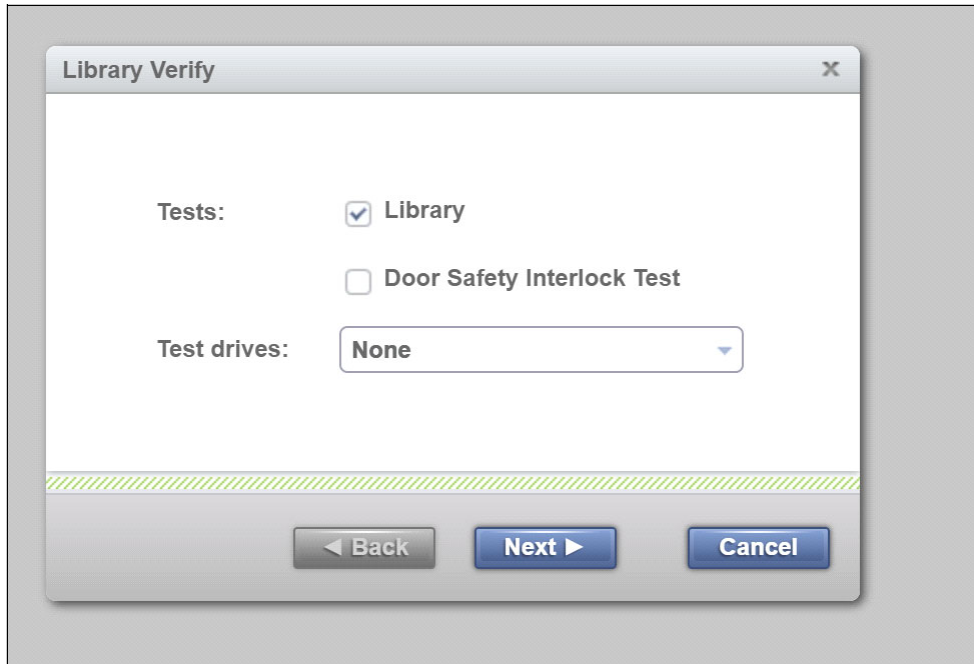 Library Verify x
Tests: Library
Door Safety Interlock Test
Test drives: None
Back Next Cancel